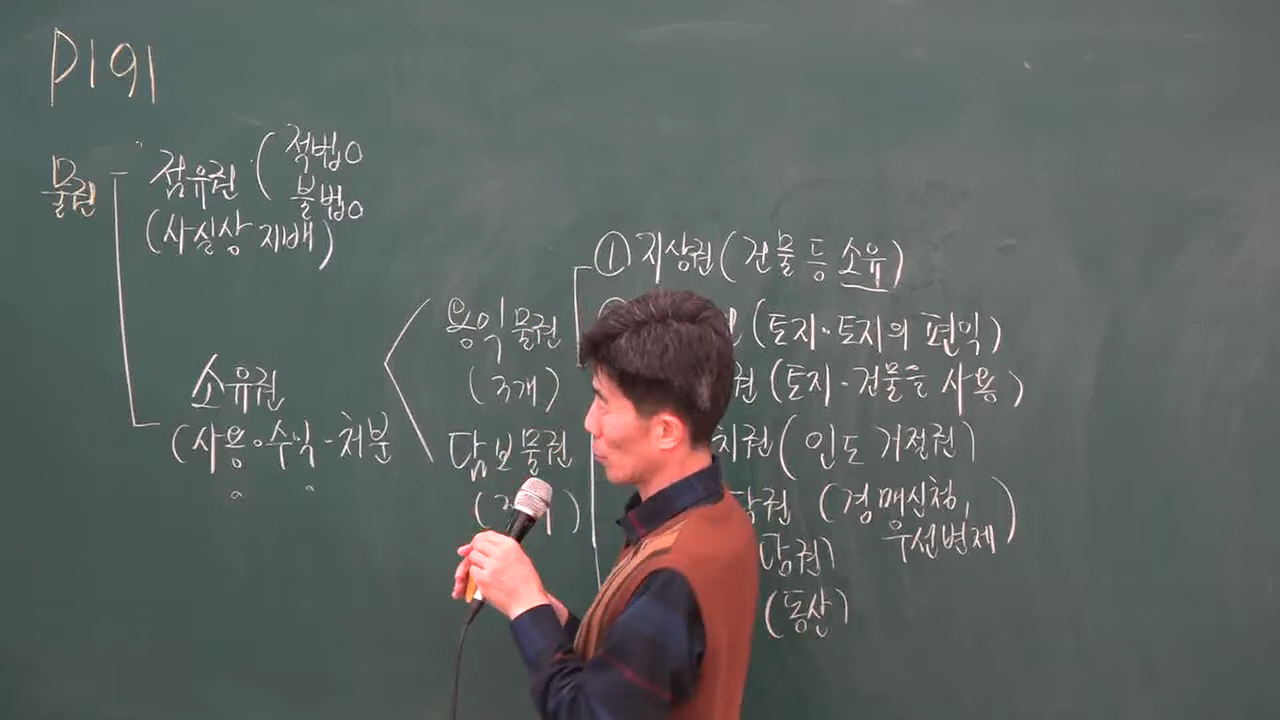 P191
물권
점유권 (적법O
불법O
(사실상 지배)
소유권
(사용·수익·처분
용익물권
(3개)
담보물권
① 지상권 (건물 등 소유)
(토지·토지의 편익)
권 (토지·건물을 사용)
치권 (인도 거절권)
권 (경매신청,
우선변제)
담권)
(동산)